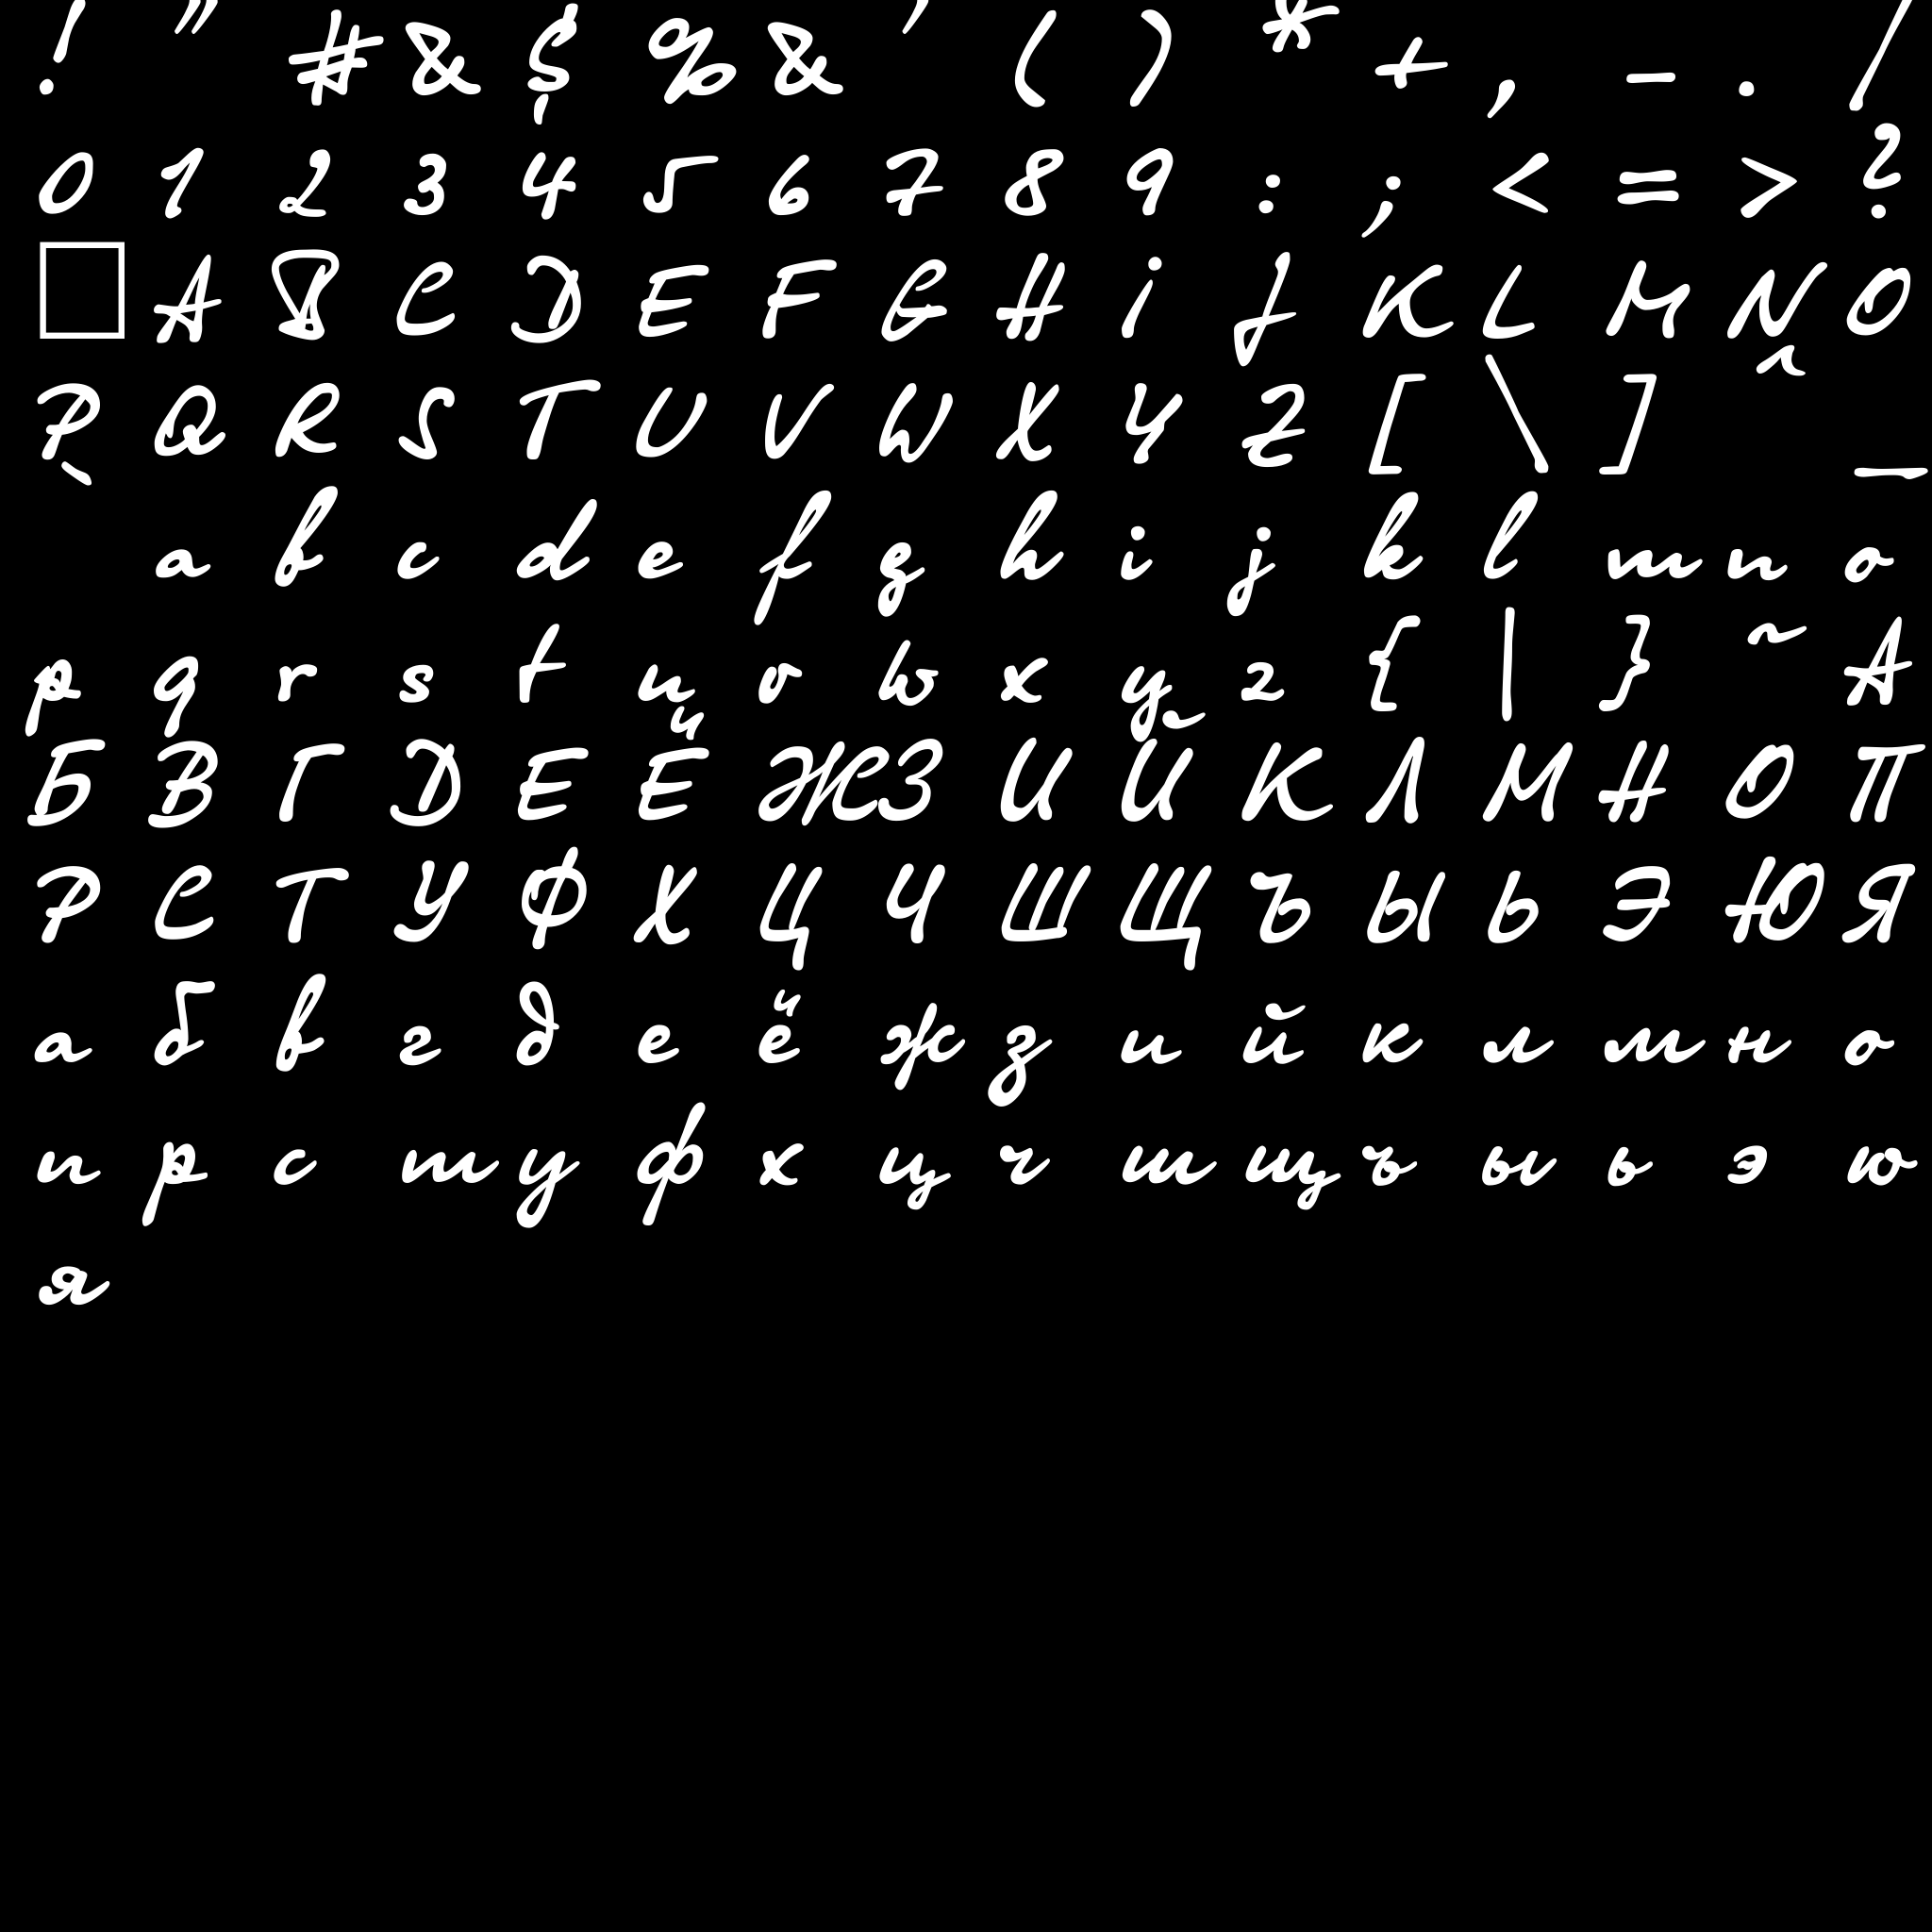 ! " # & $ % & ' ( ) * + , - . /
0 1 2 3 4 5 6 7 8 9 : ; < = > ?
A B C D E F G H I J K L M N O
P Q R S T U V W X Y Z [ \ ] _
a b c d e f g h i j k l m n o
p q r s t u v w x y z { | } ~ А
Б В Г Д Е Ё Ж З И Й К Л М Н О П
Р С Т У Ф Х Ц Ч Ш Щ Ъ Ы Ь Э Ю Я
а б в г д е ё ж з и й к л м н о
п р с т у ф х ц ч ш щ ъ ы ь э ю
я